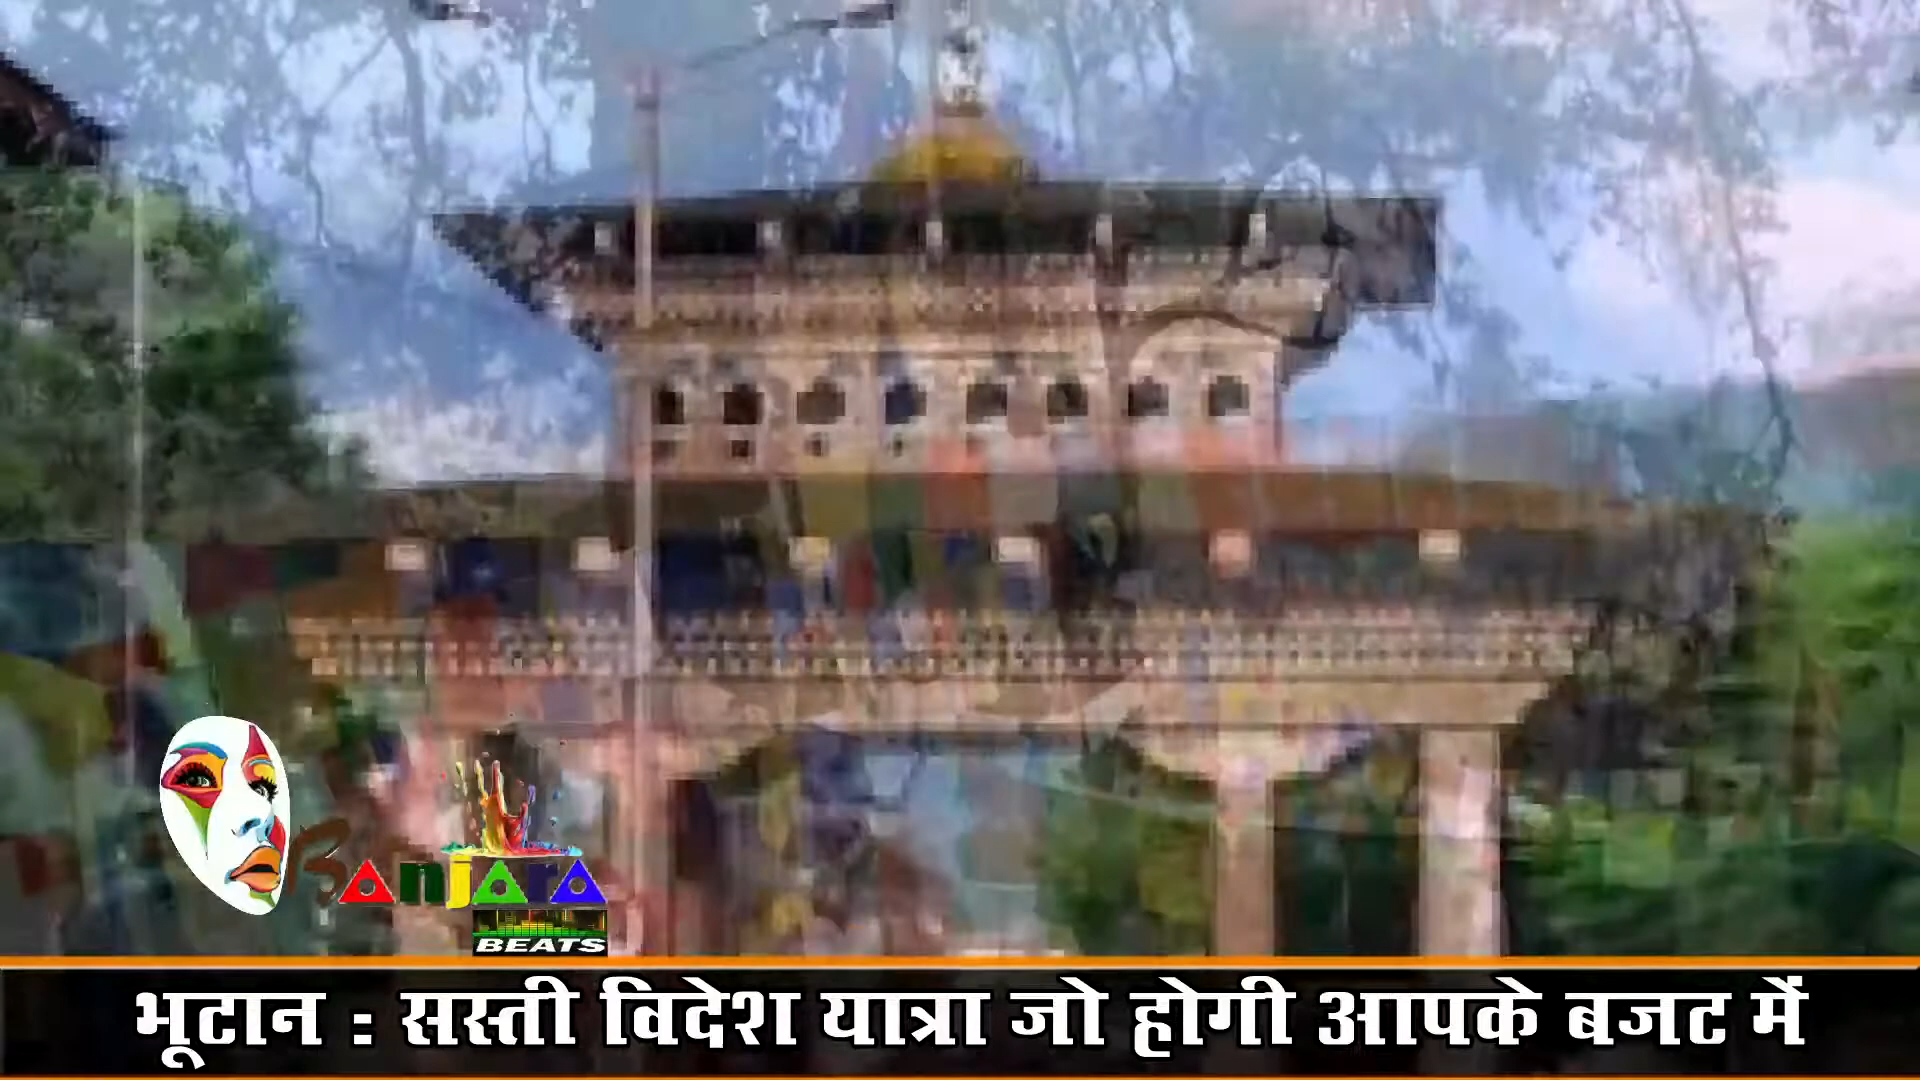 Banjara
BEATS
भूटान : सस्ती विदेश यात्रा जो होगी आपके बजट में